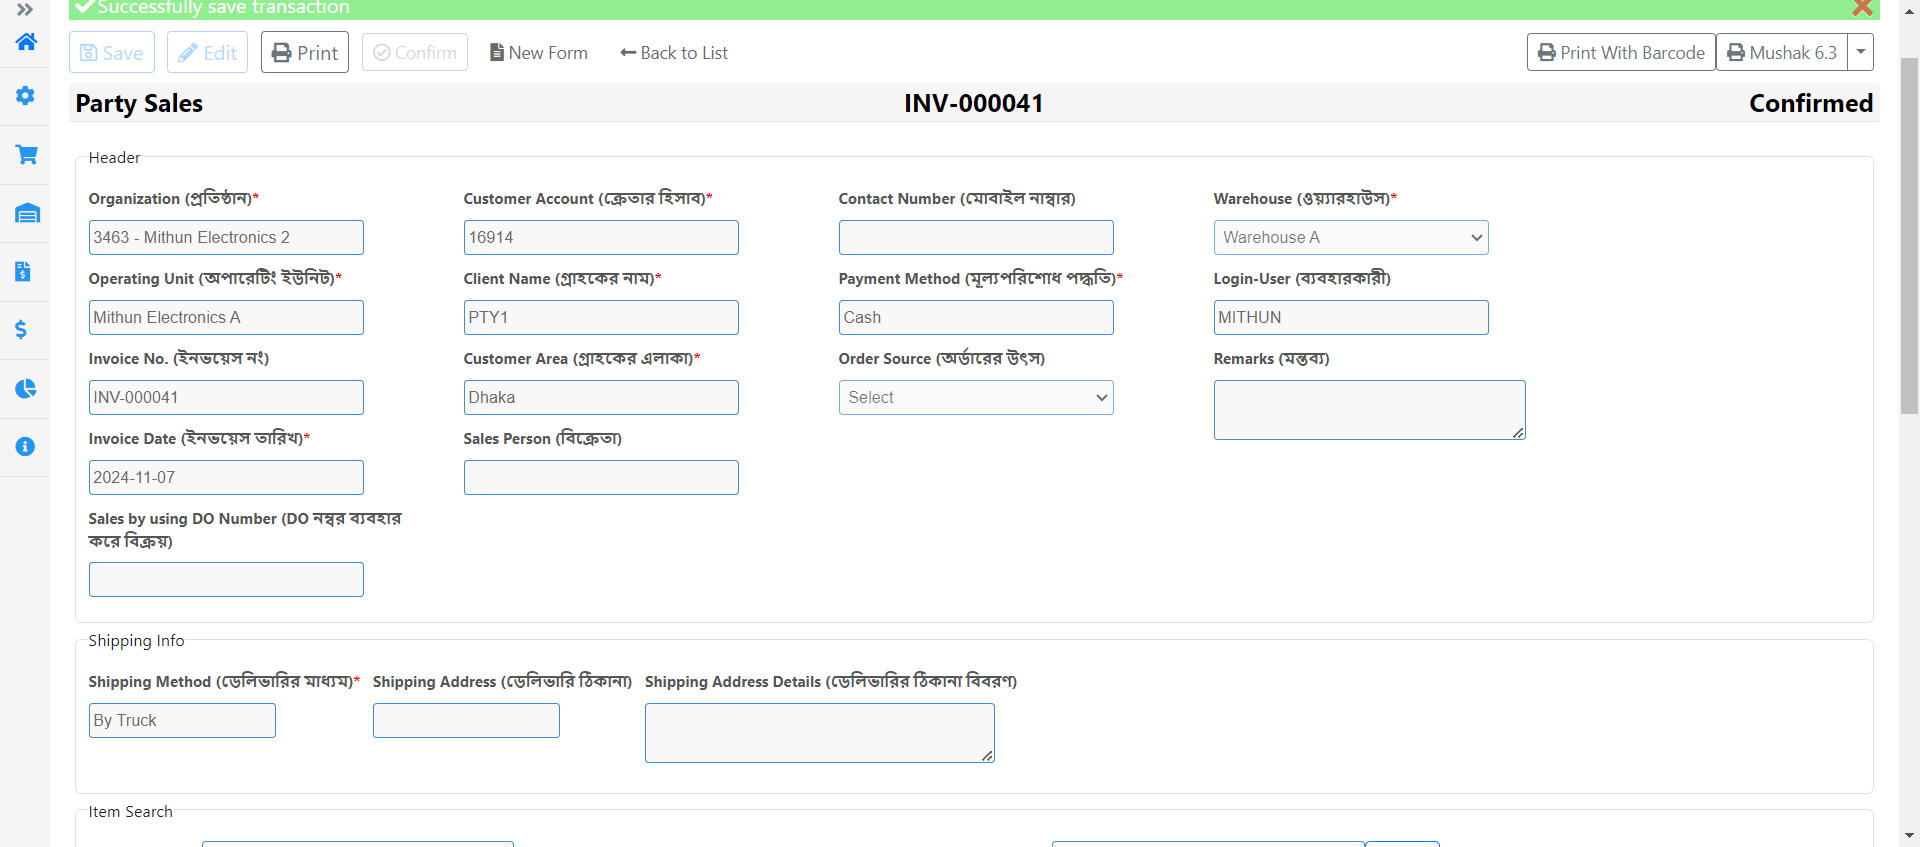 Successfully save transaction
Save Edit Print Confirm New Form Back to List Print With Barcode Mushak 6.3
Party Sales INV-000041 Confirmed
Header
Organization (প্রতিষ্ঠান)* Customer Account (ক্রেতার হিসাব)* Contact Number (মোবাইল নাম্বার) Warehouse (ওয়্যারহাউস)*
3463 - Mithun Electronics 2 16914 Warehouse A
Operating Unit (অপারেটিং ইউনিট)* Client Name (গ্রাহকের নাম)* Payment Method (মূল্যপরিশোধ পদ্ধতি)* Login-User (ব্যবহারকারী)
Mithun Electronics A PTY1 Cash MITHUN
Invoice No. (ইনভয়েস নং) Customer Area (গ্রাহকের এলাকা)* Order Source (অর্ডারের উৎস) Remarks (মন্তব্য)
INV-000041 Dhaka Select
Invoice Date (ইনভয়েস তারিখ)* Sales Person (বিক্রেতা)
2024-11-07
Sales by using DO Number (DO নম্বর ব্যবহার
করে বিক্রয়)
Shipping Info
Shipping Method (ডেলিভারির মাধ্যম)* Shipping Address (ডেলিভারি ঠিকানা) Shipping Address Details (ডেলিভারির ঠিকানা বিবরণ)
By Truck
Item Search